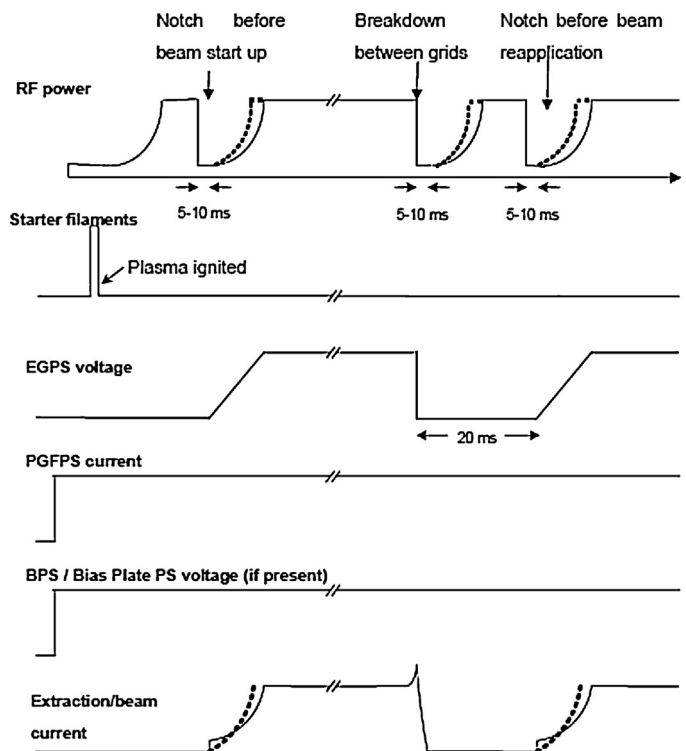 Notch before
beam start up
Breakdown
between grids
Notch before beam
reapplication
RF power
5-10 ms
5-10 ms
5-10 ms
Starter filaments
Plasma ignited
EGPS voltage
20 ms
PGFPS current
BPS / Bias Plate PS voltage (if present)
Extraction/beam
current